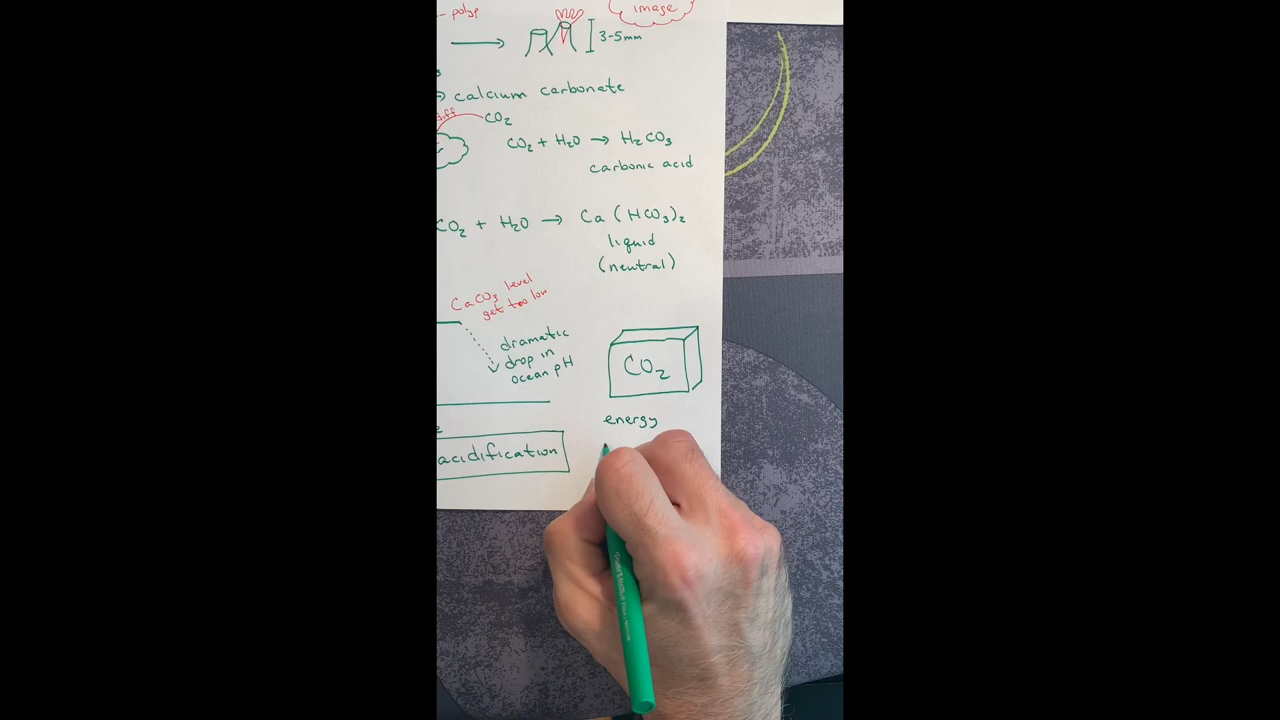 polyp
image
3-5mm
calcium carbonate
diff
CO₂
CO₂ + H₂O → H₂CO₃
carbonic acid
CO₂ + H₂O → Ca(HCO₃)₂
liquid
(neutral)
CaCO₃ level
get too low
dramatic
drop in
ocean pH
CO₂
energy
acidification